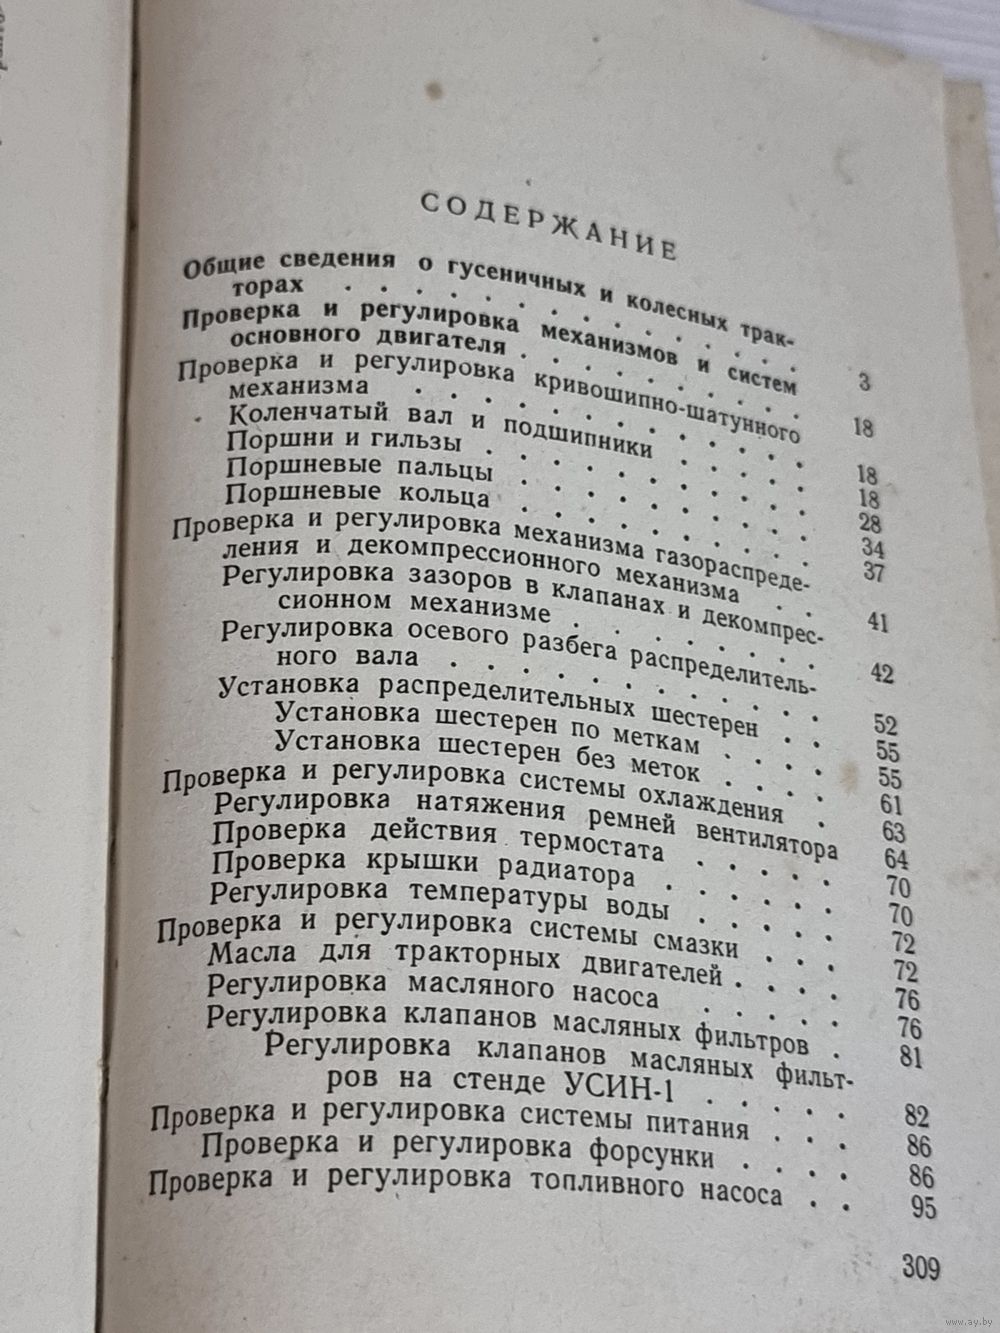 СОДЕРЖАНИЕ
Общие сведения о гусеничных и колесных трак-
торах . . . . . . . . . . . 3
Проверка и регулировка механизмов и систем
основного двигателя . . . . . . . . 18
Проверка и регулировка кривошипно-шатунного
механизма . . . . . . . . . . 18
Коленчатый вал и подшипники . . . . 18
Поршни и гильзы . . . . . . . . 28
Поршневые пальцы . . . . . . . 34
Поршневые кольца . . . . . . . 37
Проверка и регулировка механизма газораспреде-
ления и декомпрессионного механизма . . 41
Регулировка зазоров в клапанах и декомпрес-
сионном механизме . . . . . . . 42
Регулировка осевого разбега распределитель-
ного вала . . . . . . . . . . 52
Установка распределительных шестерен . . 55
Установка шестерен по меткам . . . . 55
Установка шестерен без меток . . . . 61
Проверка и регулировка системы охлаждения . 63
Регулировка натяжения ремней вентилятора 64
Проверка действия термостата . . . . . 70
Проверка крышки радиатора . . . . . 70
Регулировка температуры воды . . . . 72
Проверка и регулировка системы смазки . . . 72
Масла для тракторных двигателей . . . . 76
Регулировка масляного насоса . . . . . 76
Регулировка клапанов масляных фильтров . 81
Регулировка клапанов масляных фильт-
ров на стенде УСИН-1 . . . . . 82
Проверка и регулировка системы питания . . . 86
Проверка и регулировка форсунки . . . . 86
Проверка и регулировка топливного насоса . . 95
309
www.ay.by